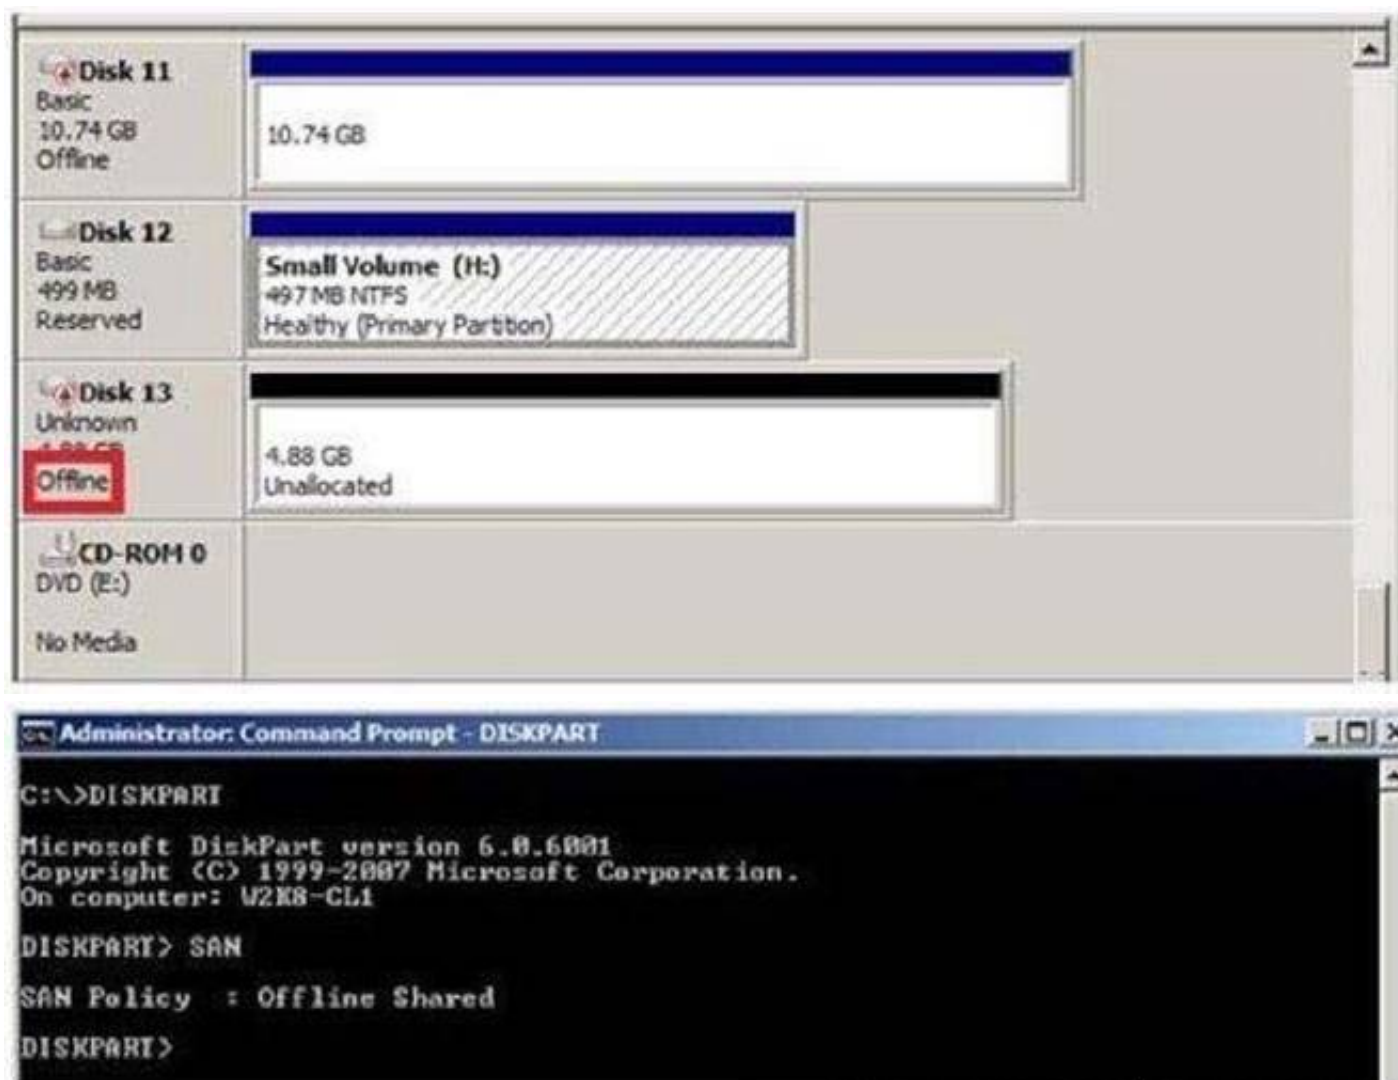 Disk 11
Basic
10.74 GB
Offline
10.74 GB
Disk 12
Basic
499 MB
Reserved
Small Volume (H:)
497 MB NTFS
Healthy (Primary Partition)
Disk 13
Unknown
4.88 GB
Offline
4.88 GB
Unallocated
CD-ROM 0
DVD (E:)
No Media
Administrator: Command Prompt - DISKPART
C:\>DISKPART
Microsoft DiskPart version 6.0.6001
Copyright (C) 1999-2007 Microsoft Corporation.
On computer: W2K8-CL1
DISKPART> SAN
SAN Policy : Offline Shared
DISKPART>